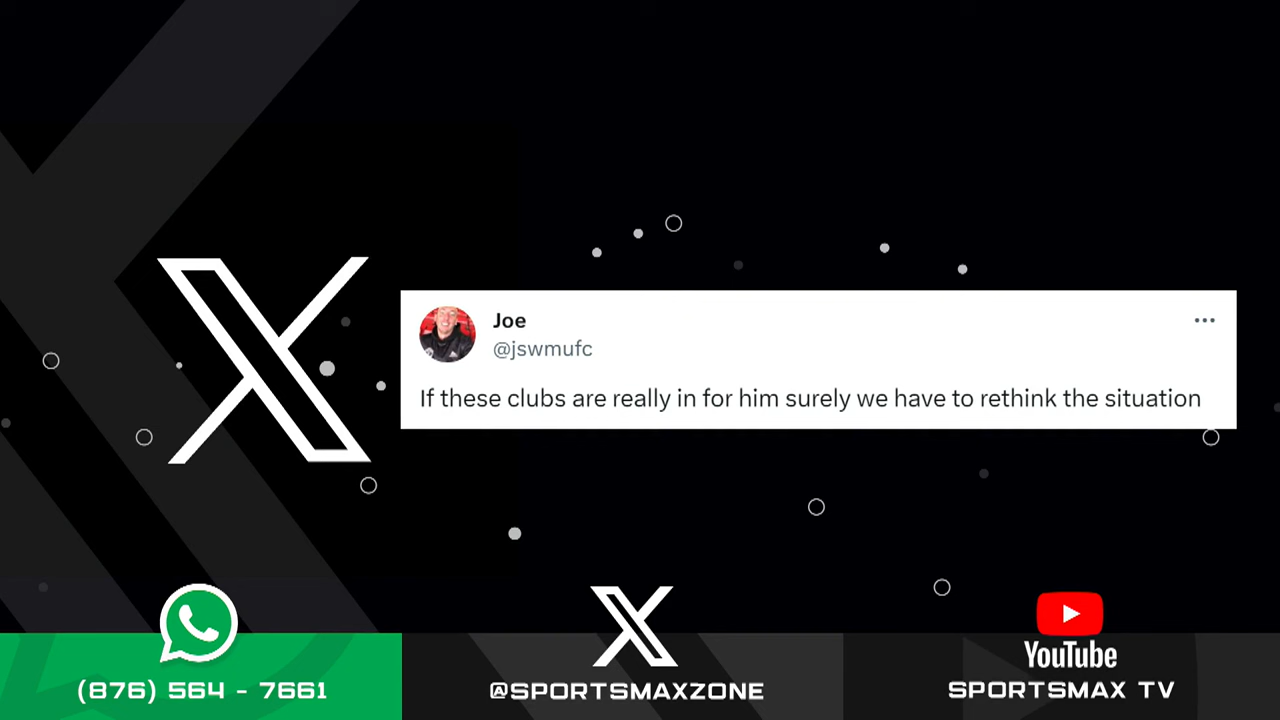 Joe
@jswmufc
If these clubs are really in for him surely we have to rethink the situation
(876) 564 - 7661
@SPORTSMAXZONE
YouTube
SPORTSMAX TV